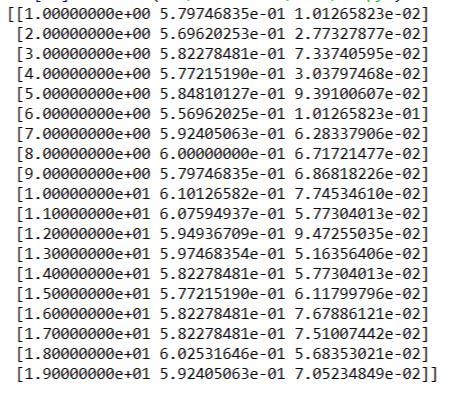 [[1.00000000e+00 5.79746835e-01 1.01265823e-02]
[2.00000000e+00 5.69620253e-01 2.77327877e-02]
[3.00000000e+00 5.82278481e-01 7.33740595e-02]
[4.00000000e+00 5.77215190e-01 3.03797468e-02]
[5.00000000e+00 5.84810127e-01 9.39100607e-02]
[6.00000000e+00 5.56962025e-01 1.01265823e-01]
[7.00000000e+00 5.92405063e-01 6.28337906e-02]
[8.00000000e+00 6.00000000e-01 6.71721477e-02]
[9.00000000e+00 5.79746835e-01 6.86818226e-02]
[1.00000000e+01 6.10126582e-01 7.74534610e-02]
[1.10000000e+01 6.07594937e-01 5.77304013e-02]
[1.20000000e+01 5.94936709e-01 9.47255035e-02]
[1.30000000e+01 5.97468354e-01 5.16356406e-02]
[1.40000000e+01 5.82278481e-01 5.77304013e-02]
[1.50000000e+01 5.77215190e-01 6.11799796e-02]
[1.60000000e+01 5.82278481e-01 7.67886121e-02]
[1.70000000e+01 5.82278481e-01 7.51007442e-02]
[1.80000000e+01 6.02531646e-01 5.68353021e-02]
[1.90000000e+01 5.92405063e-01 7.05234849e-02]]